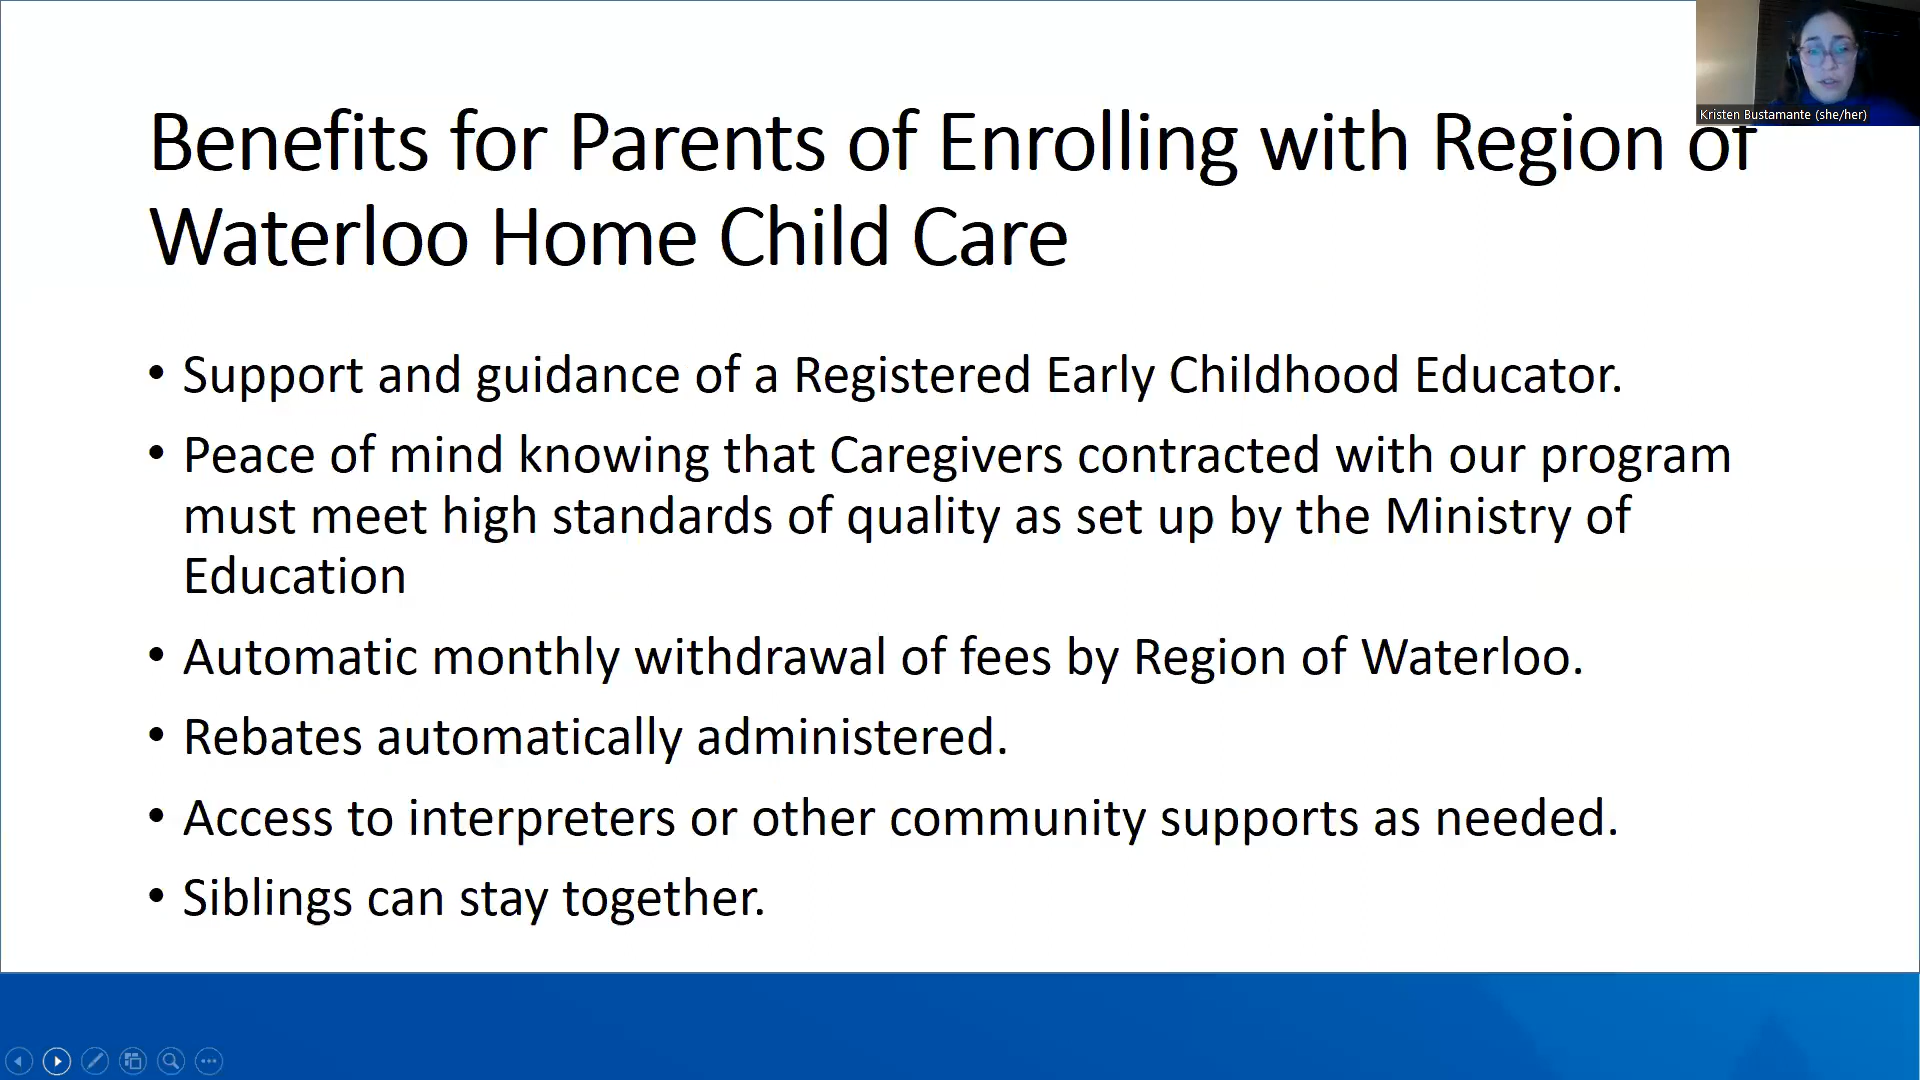 Kristen Bustamante (she/her)
Benefits for Parents of Enrolling with Region of
Waterloo Home Child Care
• Support and guidance of a Registered Early Childhood Educator.
• Peace of mind knowing that Caregivers contracted with our program
must meet high standards of quality as set up by the Ministry of
Education
• Automatic monthly withdrawal of fees by Region of Waterloo.
• Rebates automatically administered.
• Access to interpreters or other community supports as needed.
• Siblings can stay together.